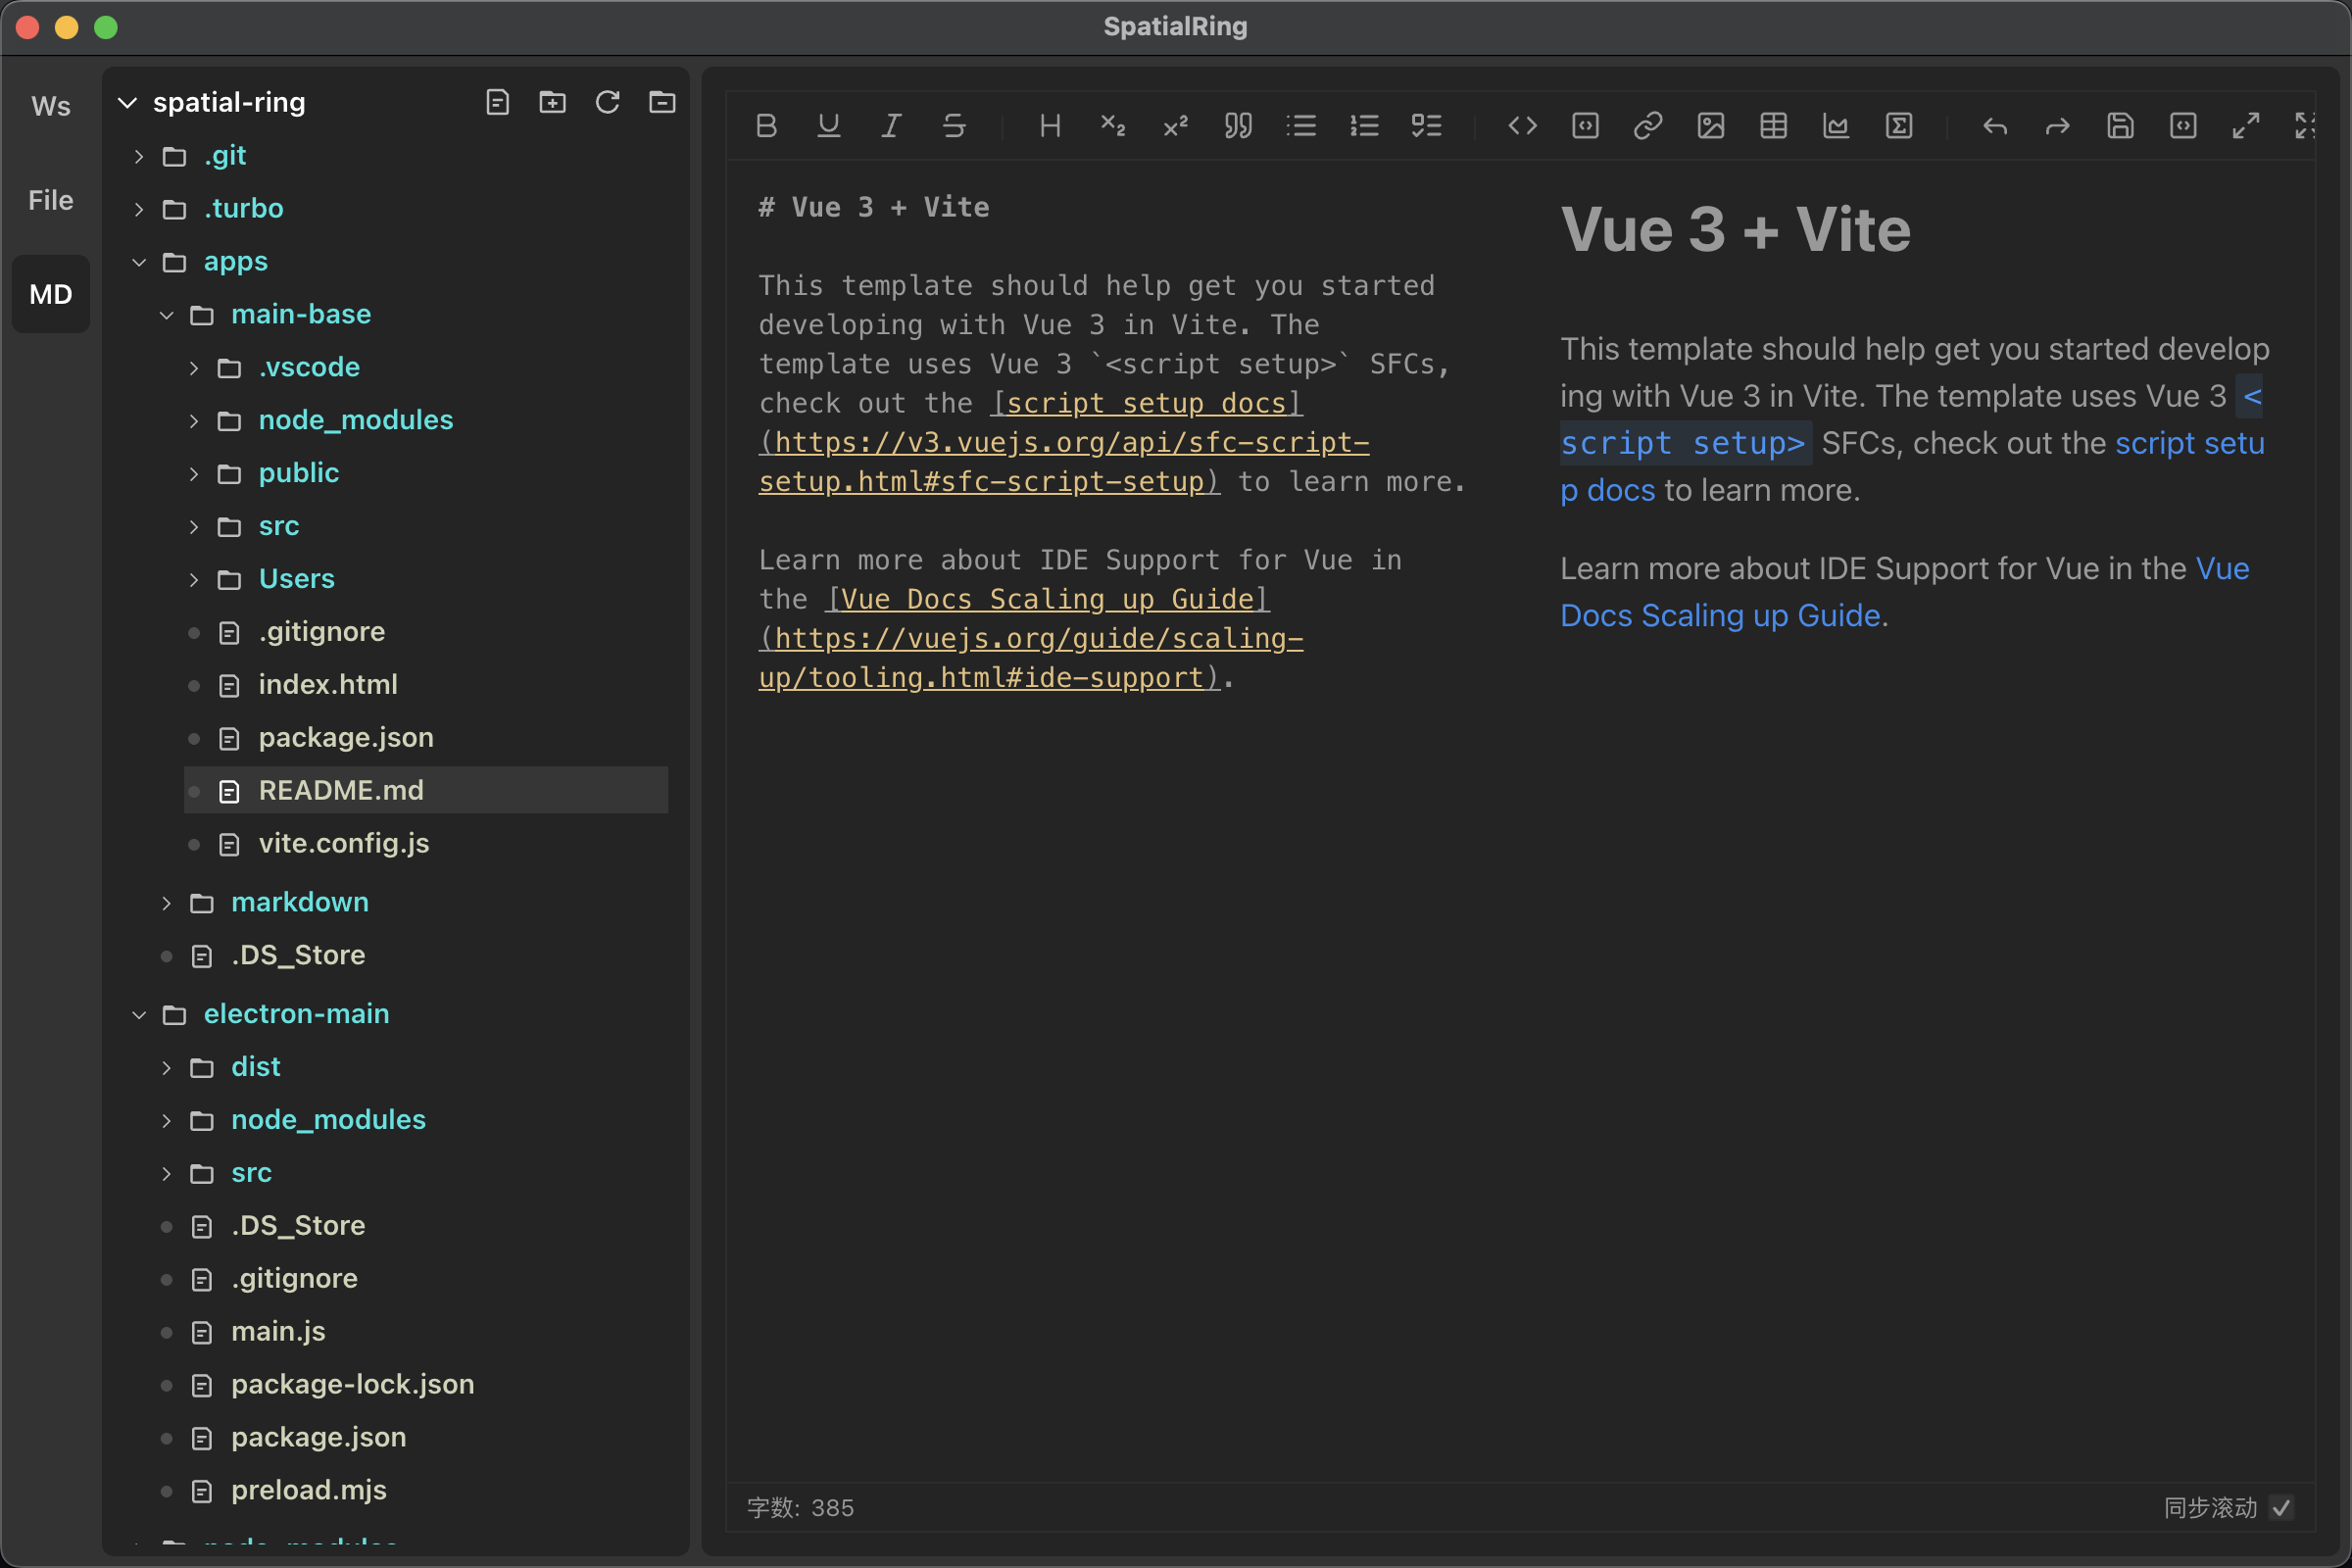 SpatialRing
Ws
File
MD
spatial-ring
.git
.turbo
apps
main-base
.vscode
node_modules
public
src
Users
.gitignore
index.html
package.json
README.md
vite.config.js
markdown
.DS_Store
electron-main
dist
node_modules
src
.DS_Store
.gitignore
main.js
package-lock.json
package.json
preload.mjs
# Vue 3 + Vite
This template should help get you started
developing with Vue 3 in Vite. The
template uses Vue 3 `<script setup>` SFCs,
check out the [script setup docs]
(https://v3.vuejs.org/api/sfc-script-
setup.html#sfc-script-setup) to learn more.
Learn more about IDE Support for Vue in
the [Vue Docs Scaling up Guide]
(https://vuejs.org/guide/scaling-
up/tooling.html#ide-support).
Vue 3 + Vite
This template should help get you started develop
ing with Vue 3 in Vite. The template uses Vue 3 <
script setup> SFCs, check out the script setu
p docs to learn more.
Learn more about IDE Support for Vue in the Vue
Docs Scaling up Guide.
字数: 385
同步滚动